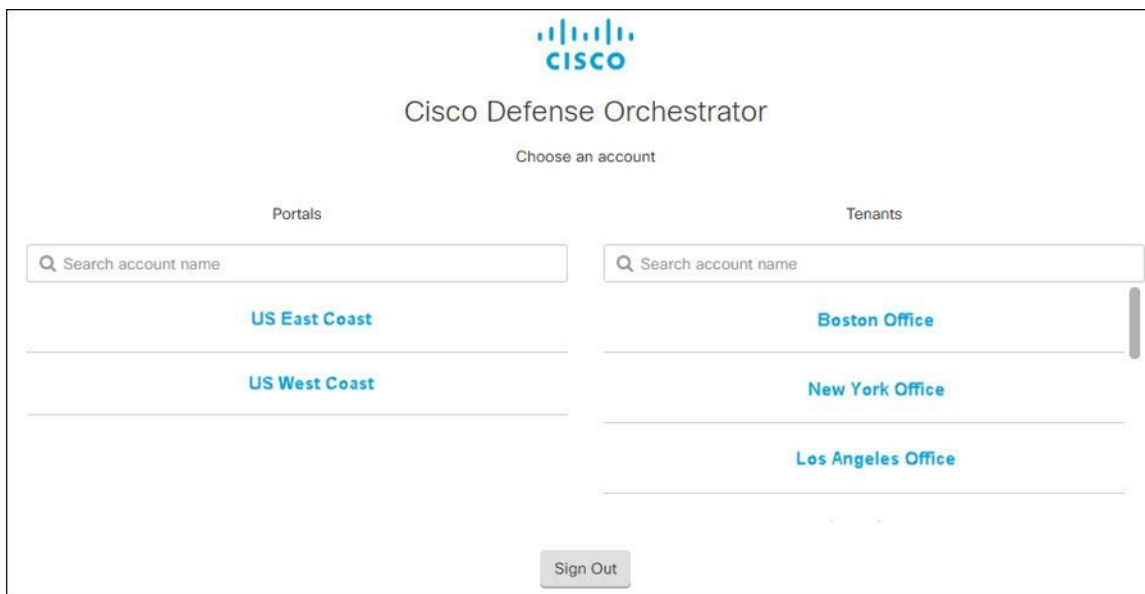 CISCO
Cisco Defense Orchestrator
Choose an account
Portals
Tenants
Search account name
Search account name
US East Coast
Boston Office
US West Coast
New York Office
Los Angeles Office
Sign Out